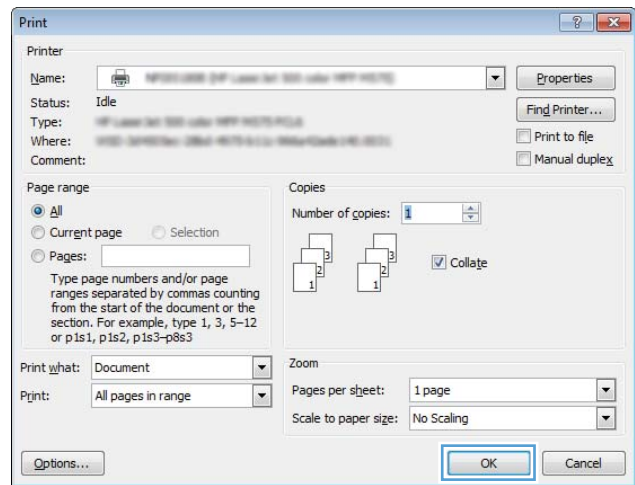 Print
Printer
Name:
Properties
Status: Idle
Find Printer...
Type:
Where:
Print to file
Comment:
Manual duplex
Page range
All
Current page Selection
Pages:
Type page numbers and/or page
ranges separated by commas counting
from the start of the document or the
section. For example, type 1, 3, 5–12
or p1s1, p1s2, p1s3–p8s3
Copies
Number of copies: 1
1 2 3 1 2 3
Collate
Print what: Document
Print: All pages in range
Zoom
Pages per sheet: 1 page
Scale to paper size: No Scaling
Options...
OK
Cancel